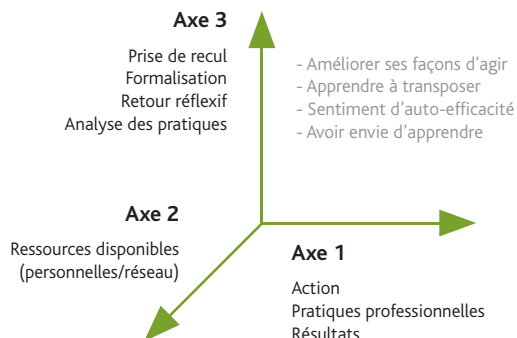 Axe 3
Prise de recul
Formalisation
Retour réflexif
Analyse des pratiques
- Améliorer ses façons d'agir
- Apprendre à transposer
- Sentiment d'auto-efficacité
- Avoir envie d'apprendre
Axe 2
Ressources disponibles
(personnelles/réseau)
Axe 1
Action
Pratiques professionnelles
Résultats